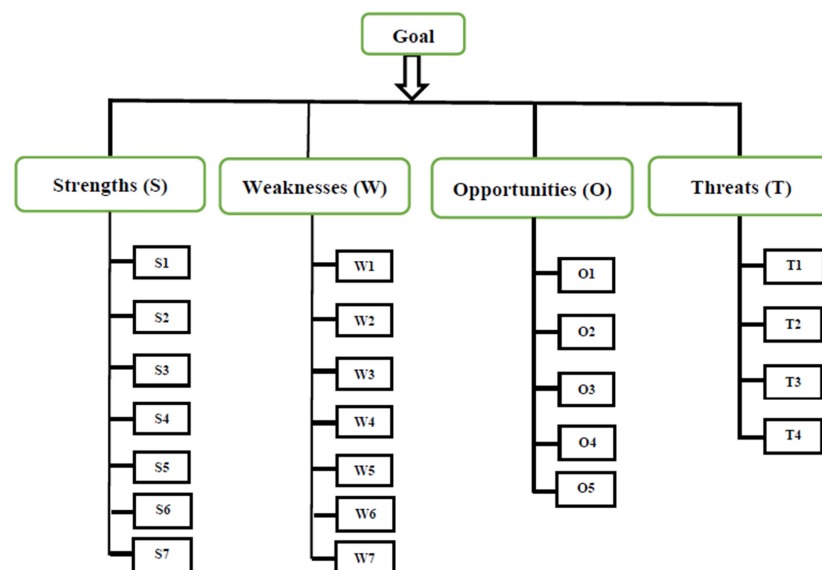 Goal
Strengths (S)
Weaknesses (W)
Opportunities (O)
Threats (T)
S1
S2
S3
S4
S5
S6
S7
W1
W2
W3
W4
W5
W6
W7
O1
O2
O3
O4
O5
T1
T2
T3
T4